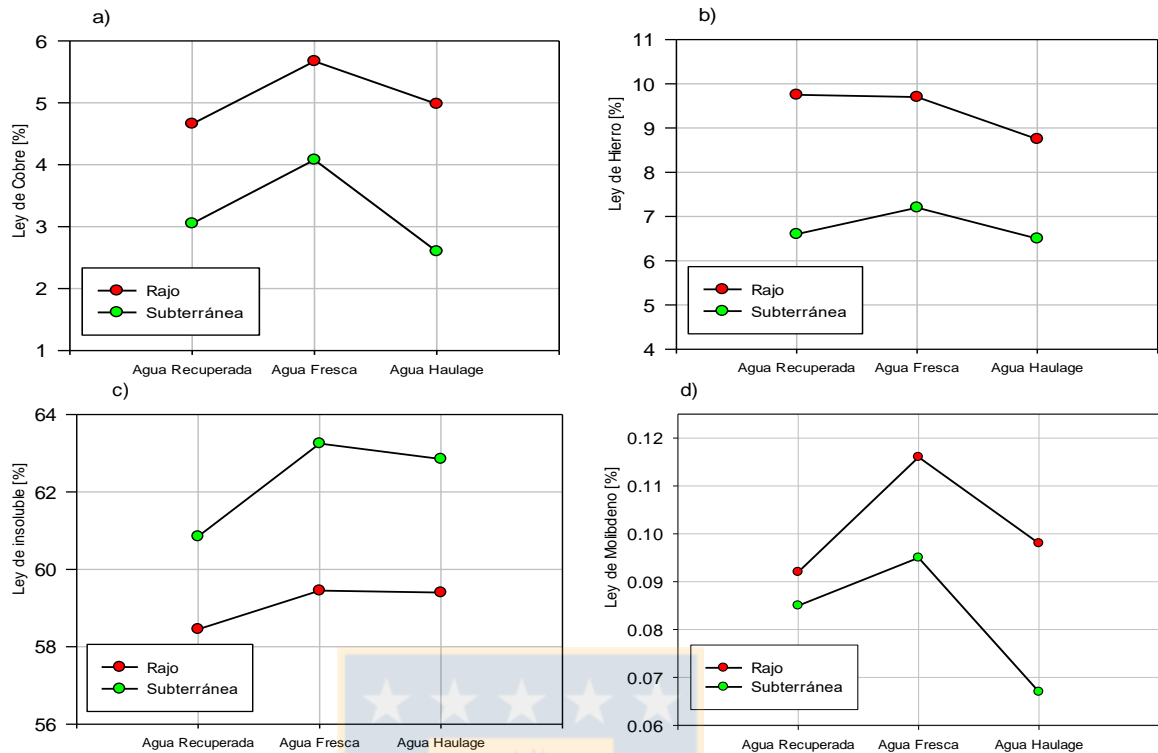 a)
Ley de Cobre [%]
6
5
4
3
2
1
Rajo
Subterránea
Agua Recuperada Agua Fresca Agua Haulage
b)
Ley de Hierro [%]
11
10
9
8
7
6
5
4
Rajo
Subterránea
Agua Recuperada Agua Fresca Agua Haulage
c)
Ley de insoluble [%]
64
62
60
58
56
Rajo
Subterránea
Agua Recuperada Agua Fresca Agua Haulage
d)
Ley de Molibdeno [%]
0.12
0.11
0.10
0.09
0.08
0.07
0.06
Rajo
Subterránea
Agua Recuperada Agua Fresca Agua Haulage